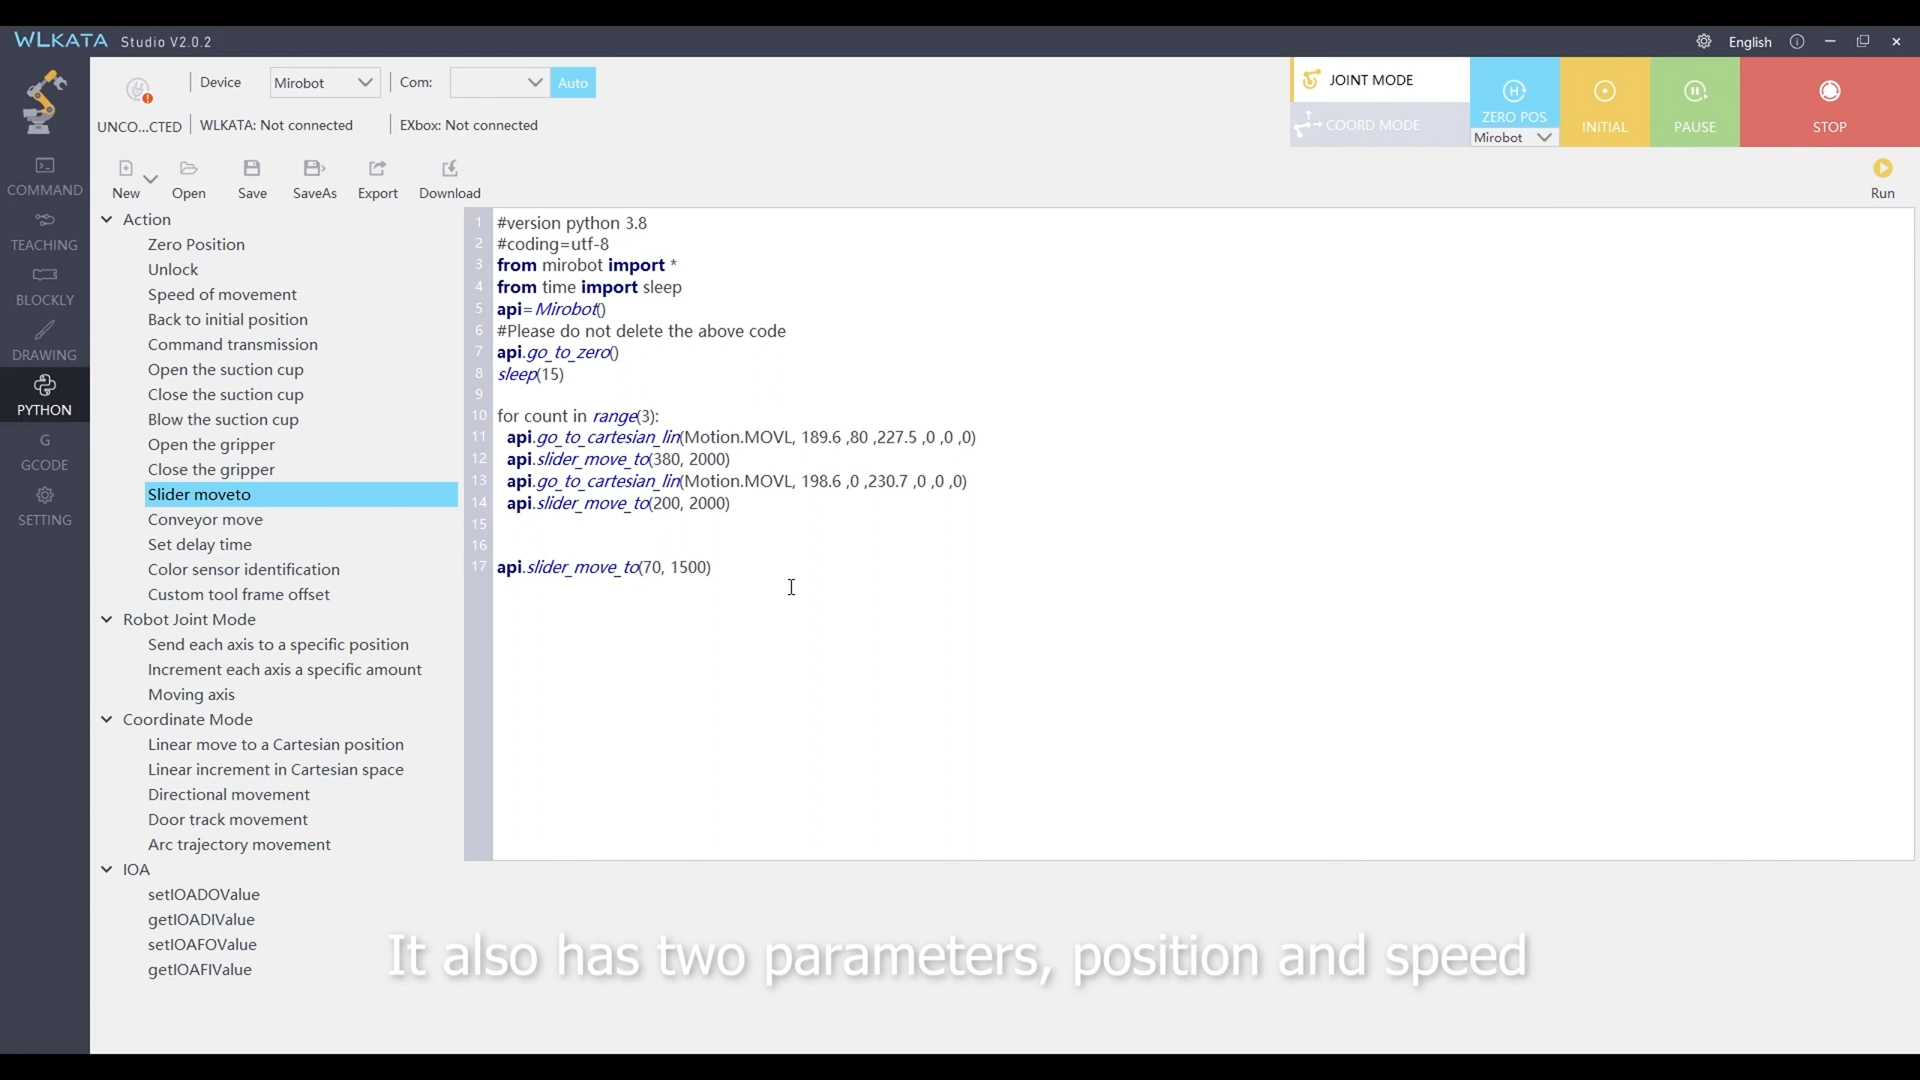 WLKATA Studio V2.0.2
English
Device Mirobot Com: Auto
UNCO...CTED WLKATA: Not connected EXbox: Not connected
JOINT MODE
COORD MODE
ZERO POS
Mirobot
INITIAL
PAUSE
STOP
New Open Save SaveAs Export Download
Run
COMMAND
TEACHING
BLOCKLY
DRAWING
PYTHON
G
GCODE
SETTING
Action
Zero Position
Unlock
Speed of movement
Back to initial position
Command transmission
Open the suction cup
Close the suction cup
Blow the suction cup
Open the gripper
Close the gripper
Slider moveto
Conveyor move
Set delay time
Color sensor identification
Custom tool frame offset
Robot Joint Mode
Send each axis to a specific position
Increment each axis a specific amount
Moving axis
Coordinate Mode
Linear move to a Cartesian position
Linear increment in Cartesian space
Directional movement
Door track movement
Arc trajectory movement
IOA
setIOADOValue
getIOADIValue
setIOAFOValue
getIOAFIValue
1 #version python 3.8
2 #coding=utf-8
3 from mirobot import *
4 from time import sleep
5 api=Mirobot()
6 #Please do not delete the above code
7 api.go_to_zero()
8 sleep(15)
9
10 for count in range(3):
11 api.go_to_cartesian_lin(Motion.MOVL, 189.6 ,80 ,227.5 ,0 ,0 ,0)
12 api.slider_move_to(380, 2000)
13 api.go_to_cartesian_lin(Motion.MOVL, 198.6 ,0 ,230.7 ,0 ,0 ,0)
14 api.slider_move_to(200, 2000)
15
16
17 api.slider_move_to(70, 1500)
It also has two parameters, position and speed